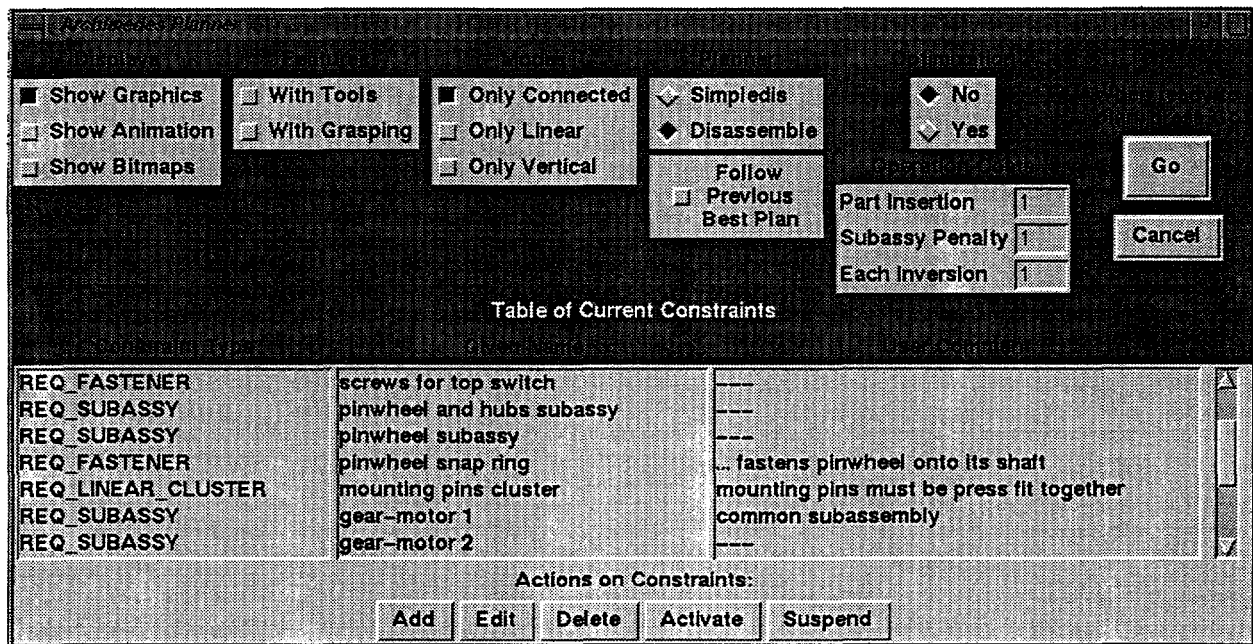 Archimedes Planner
Show Graphics
Show Animation
Show Bitmaps
With Tools
With Grasping
Only Connected
Only Linear
Only Vertical
Simpledis
Disassemble
Follow
Previous
Best Plan
No
Yes
Part Insertion 1
Subassy Penalty 1
Each Inversion 1
Go
Cancel
Table of Current Constraints
REQ_FASTENER screws for top switch ---
REQ_SUBASSY pinwheel and hubs subassy ---
REQ_SUBASSY pinwheel subassy ---
REQ_FASTENER pinwheel snap ring ... fastens pinwheel onto its shaft
REQ_LINEAR_CLUSTER mounting pins cluster mounting pins must be press fit together
REQ_SUBASSY gear-motor 1 common subassembly
REQ_SUBASSY gear-motor 2 ---
Actions on Constraints:
Add Edit Delete Activate Suspend